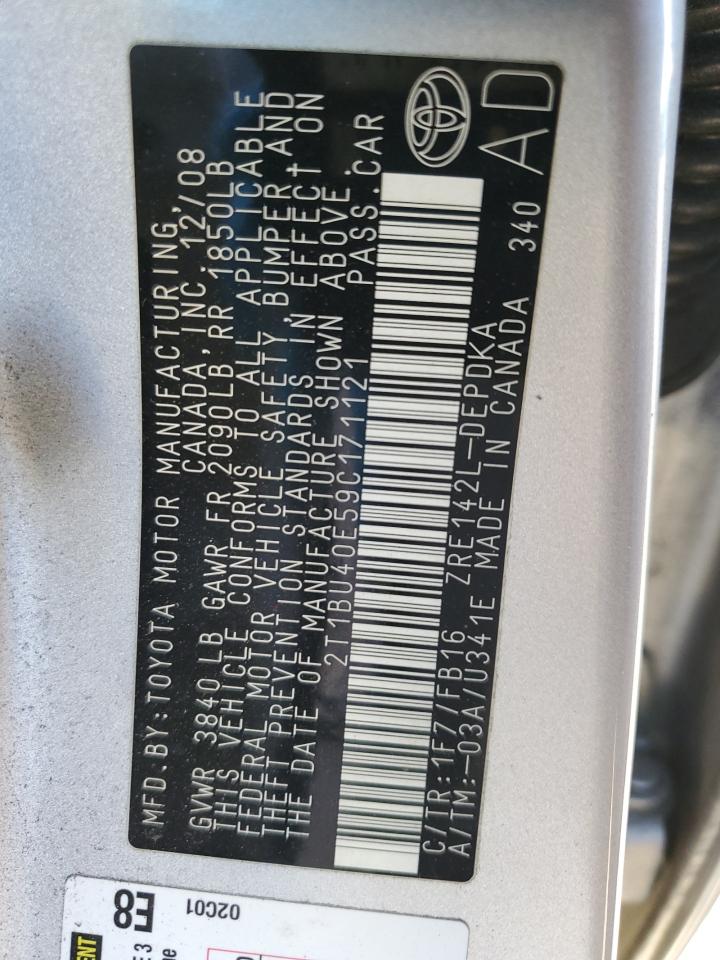 MFD.BY:TOYOTA MOTOR MANUFACTURING,
CANADA, INC. 12/08
GVWR 3840LB GAWR FR 2090LB, RR 1850LB
THIS VEHICLE CONFORMS TO ALL APPLICABLE
FEDERAL MOTOR VEHICLE SAFETY, BUMPER, AND
THEFT PREVENTION STANDARDS IN EFFECT ON
THE DATE OF MANUFACTURE SHOWN ABOVE.
2T1BU40E59C171121 PASS.CAR
C/TR:1F7/FB16 ZRE142L-DEPDKA
A/TM:-03A/U341E MADE IN CANADA 340
AD
E8
02C01